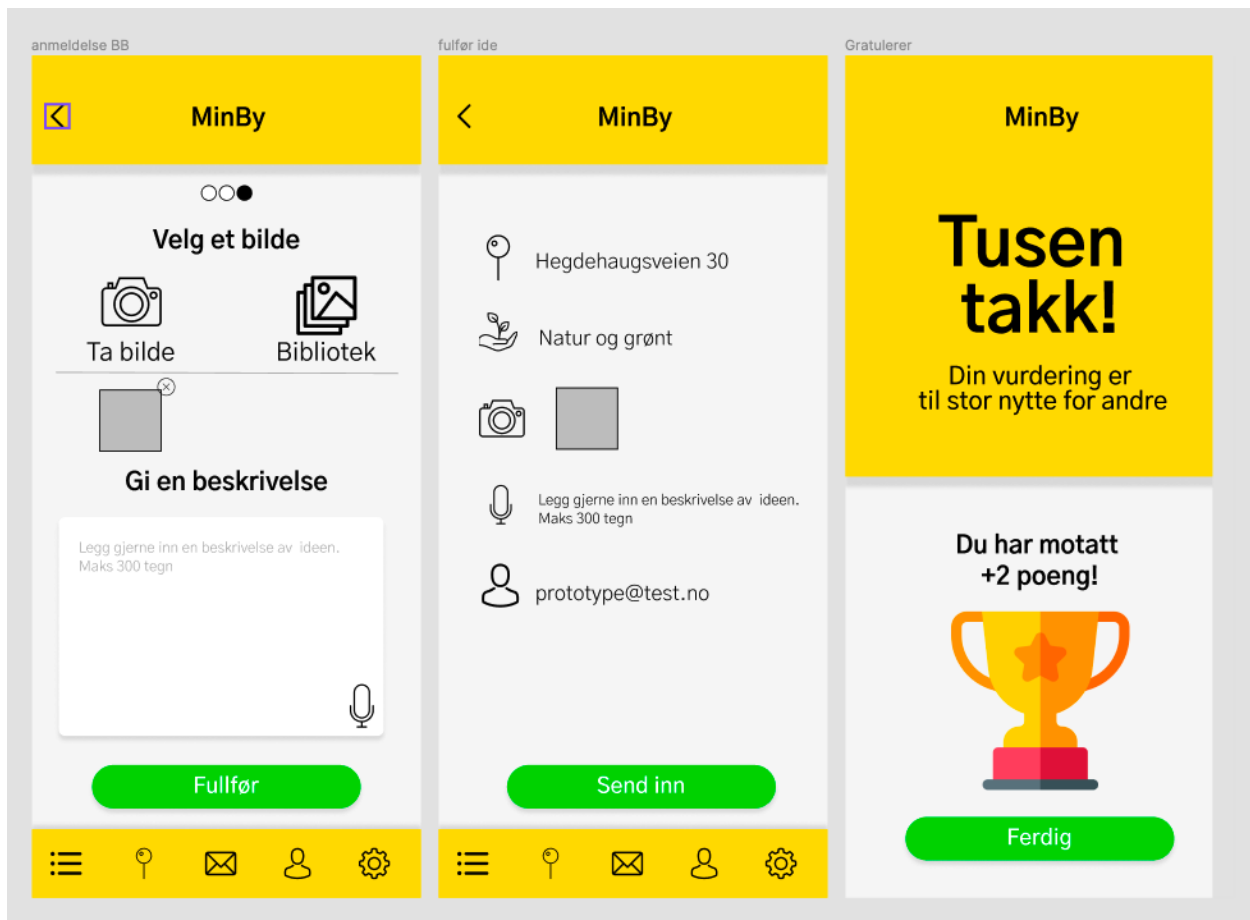 anmeldelse BB
MinBy
Velg et bilde
Ta bilde
Bibliotek
Gi en beskrivelse
Legg gjerne inn en beskrivelse av ideen.
Maks 300 tegn
Fullfør
fulfør ide
MinBy
Hegdehaugsveien 30
Natur og grønt
Legg gjerne inn en beskrivelse av ideen.
Maks 300 tegn
prototype@test.no
Send inn
Gratulerer
MinBy
Tusen
takk!
Din vurdering er
til stor nytte for andre
Du har motatt
+2 poeng!
Ferdig